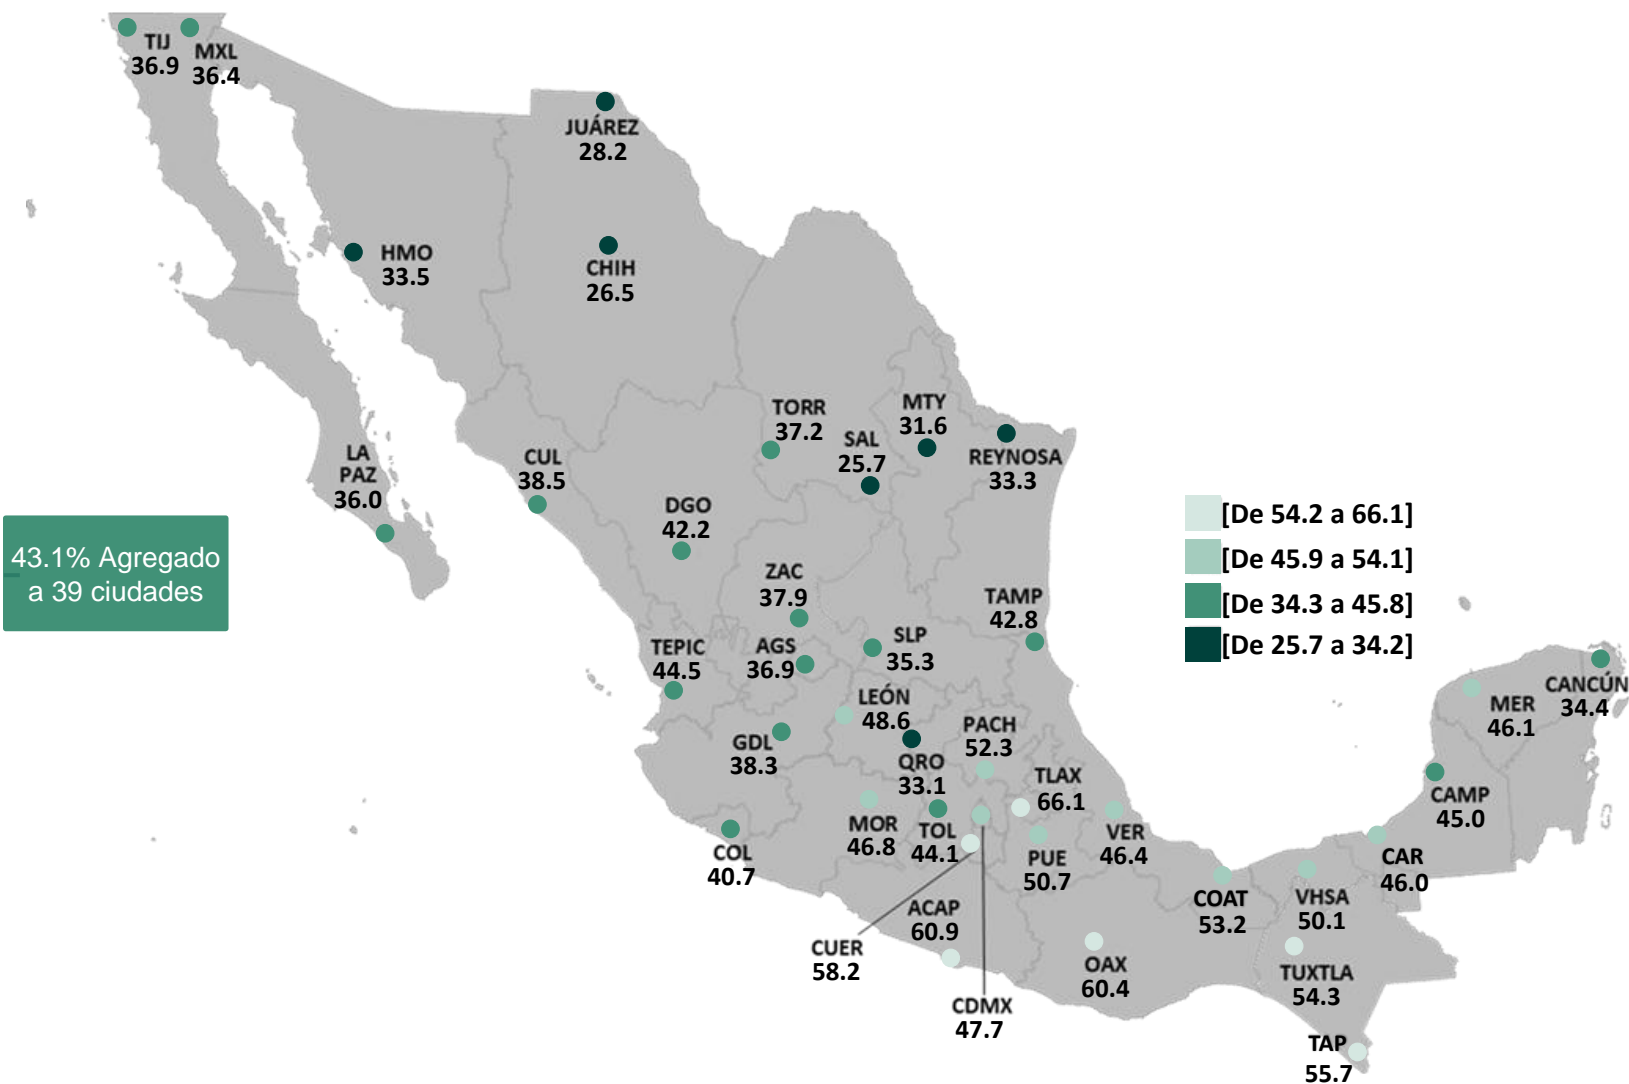 TIJ
36.9
MXL
36.4
JUÁREZ
28.2
HMO
33.5
CHIH
26.5
TORR
37.2
MTY
31.6
SAL
25.7
REYNOSA
33.3
LA
PAZ
36.0
CUL
38.5
DGO
42.2
43.1% Agregado
a 39 ciudades
[De 54.2 a 66.1]
[De 45.9 a 54.1]
[De 34.3 a 45.8]
[De 25.7 a 34.2]
ZAC
37.9
TAMP
42.8
SLP
35.3
TEPIC
44.5
AGS
36.9
LEÓN
48.6
PACH
52.3
GDL
38.3
QRO
33.1
TLAX
66.1
MER
46.1
CANCÚN
34.4
CAMP
45.0
COL
40.7
MOR
46.8
TOL
44.1
PUE
50.7
VER
46.4
CAR
46.0
COAT
53.2
VHSA
50.1
ACAP
60.9
CUER
58.2
OAX
60.4
TUXTLA
54.3
CDMX
47.7
TAP
55.7